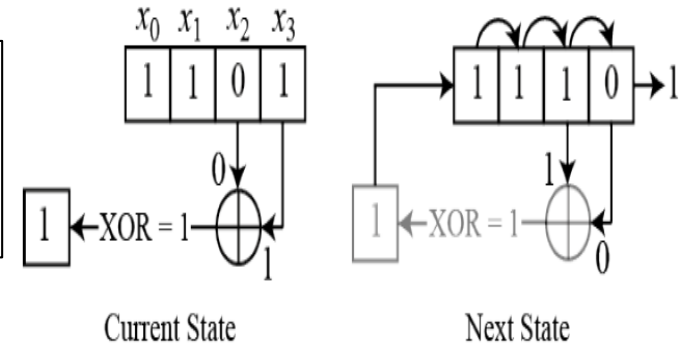 x0 x1 x2 x3
1 1 0 1
0
1 XOR = 1
1
Current State
1 1 1 0 1
1
1 XOR = 1
0
Next State